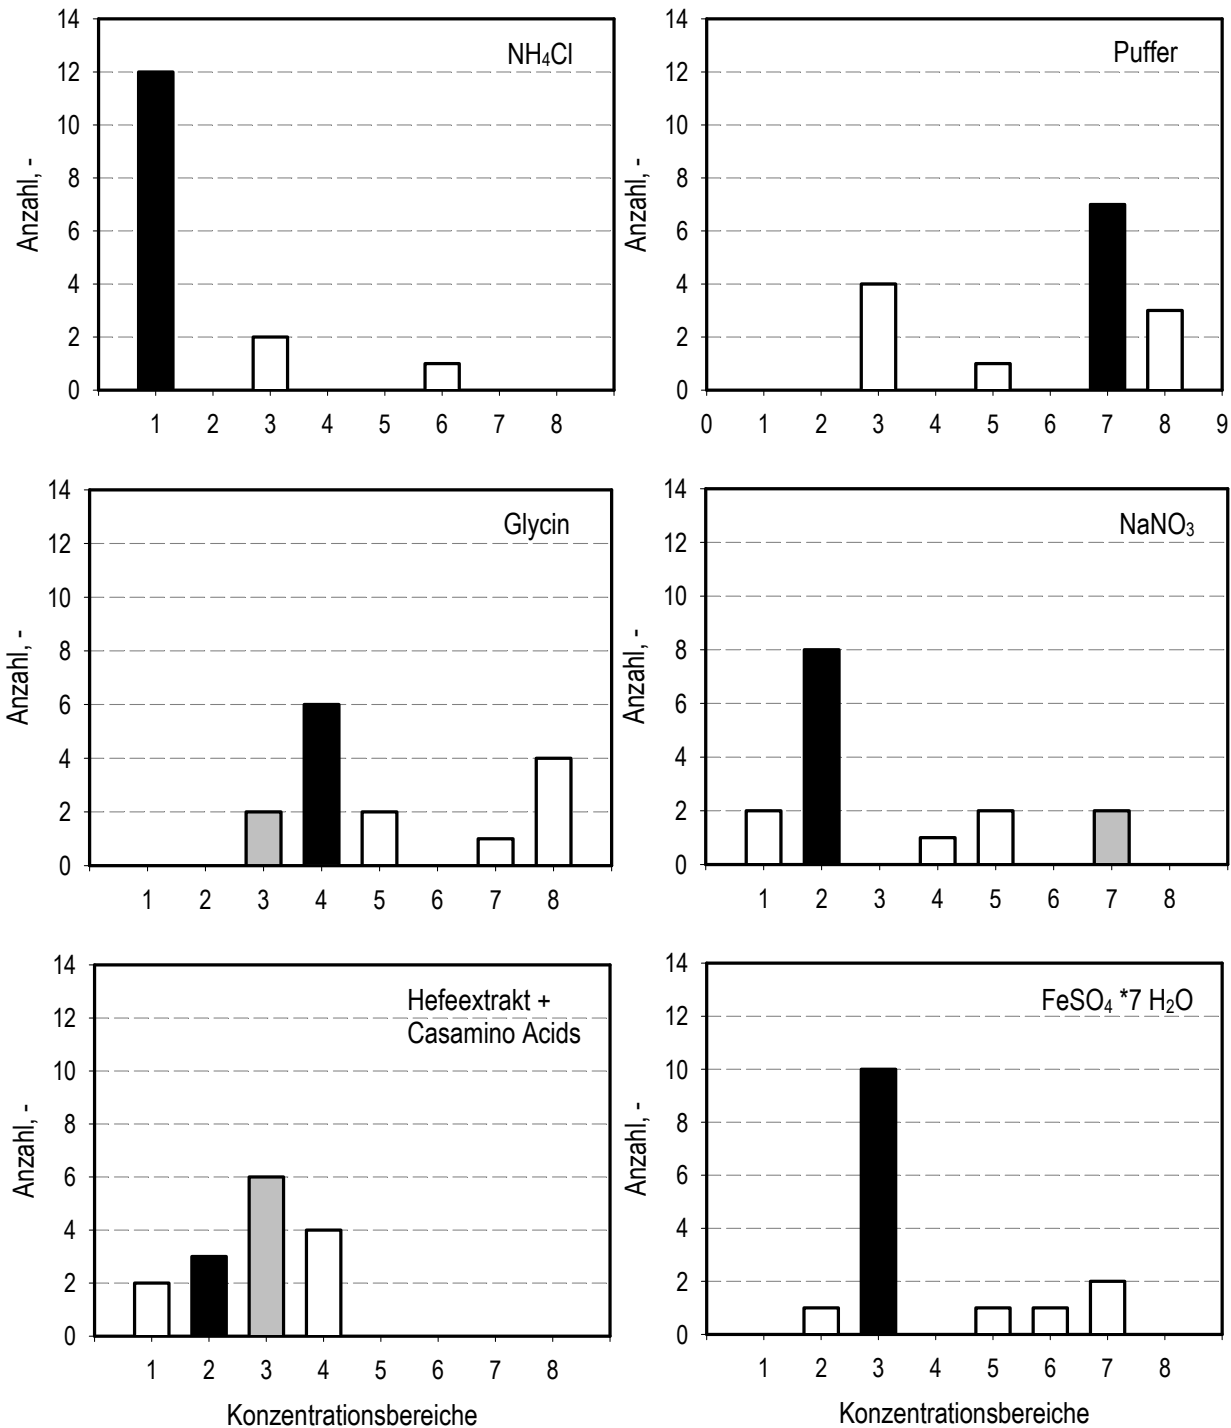 14
12
10
8
6
4
2
0
Anzahl, -
NH₄Cl
1 2 3 4 5 6 7 8
14
12
10
8
6
4
2
0
Anzahl, -
Puffer
0 1 2 3 4 5 6 7 8 9
14
12
10
8
6
4
2
0
Anzahl, -
Glycin
1 2 3 4 5 6 7 8
14
12
10
8
6
4
2
0
Anzahl, -
NaNO₃
1 2 3 4 5 6 7 8
14
12
10
8
6
4
2
0
Anzahl, -
Hefeextrakt +
Casamino Acids
1 2 3 4 5 6 7 8
Konzentrationsbereiche
14
12
10
8
6
4
2
0
Anzahl, -
FeSO₄ *7 H₂O
1 2 3 4 5 6 7 8
Konzentrationsbereiche